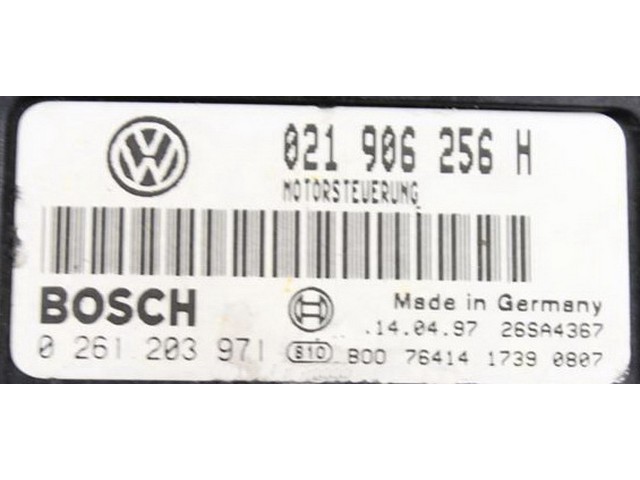 021 906 256 H
MOTORSTEUERUNG
BOSCH
Made in Germany
.14.04.97 26SA4367
0 261 203 971 810 B00 76414 1739 0807